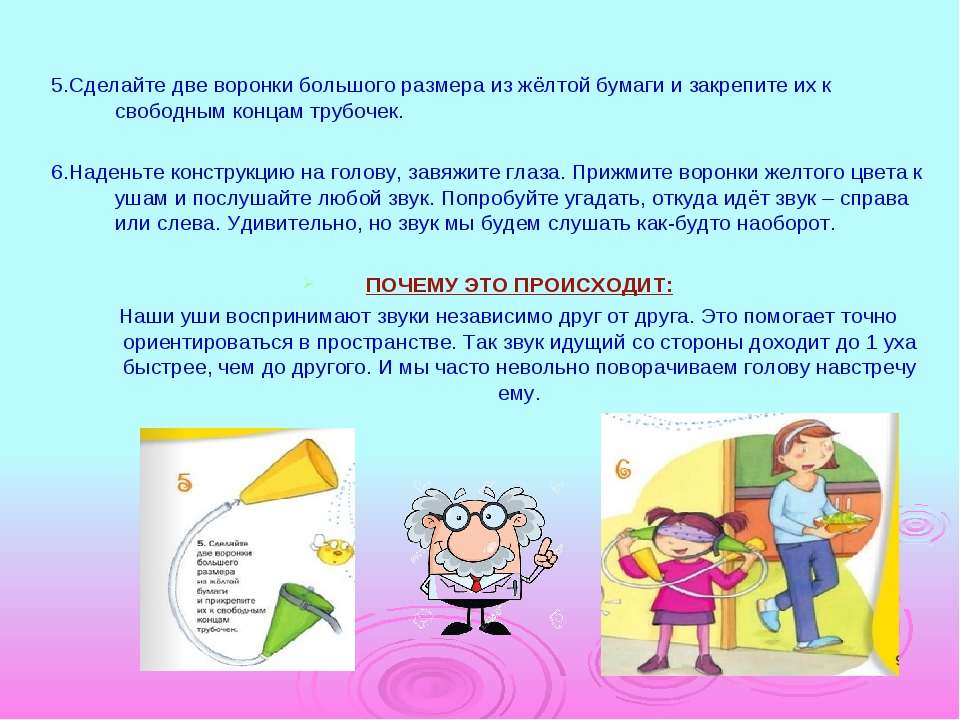 5.Сделайте две воронки большого размера из жёлтой бумаги и закрепите их к
свободным концам трубочек.
6.Наденьте конструкцию на голову, завяжите глаза. Прижмите воронки желтого цвета к
ушам и послушайте любой звук. Попробуйте угадать, откуда идёт звук – справа
или слева. Удивительно, но звук мы будем слушать как-будто наоборот.
ПОЧЕМУ ЭТО ПРОИСХОДИТ:
Наши уши воспринимают звуки независимо друг от друга. Это помогает точно
ориентироваться в пространстве. Так звук идущий со стороны доходит до 1 уха
быстрее, чем до другого. И мы часто невольно поворачиваем голову навстречу
ему.
5
5. Сделайте
две воронки
большого
размера
из жёлтой
бумаги
и прикрепите
их к свободным
концам
трубочек.
6
9